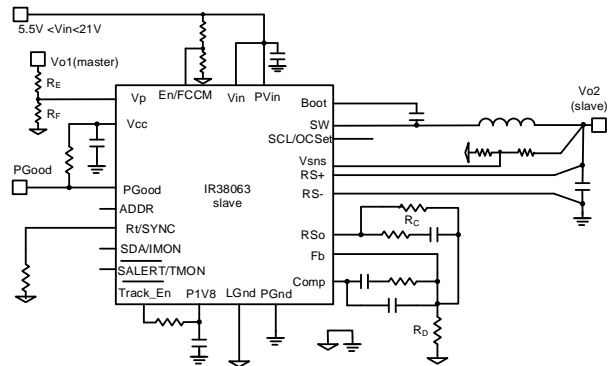 5.5V <Vin<21V
Vo1(master)
RE
RF
Vp
En/FCCM
Vin
PVin
Boot
Vo2
(slave)
Vcc
SW
SCL/OCSet
Vsns
RS+
RS-
PGood
PGood
IR38063
slave
ADDR
Rt/SYNC
SDA/IMON
SALERT/TMON
Track_En
P1V8
LGnd
PGnd
RSo
RC
Fb
Comp
RD